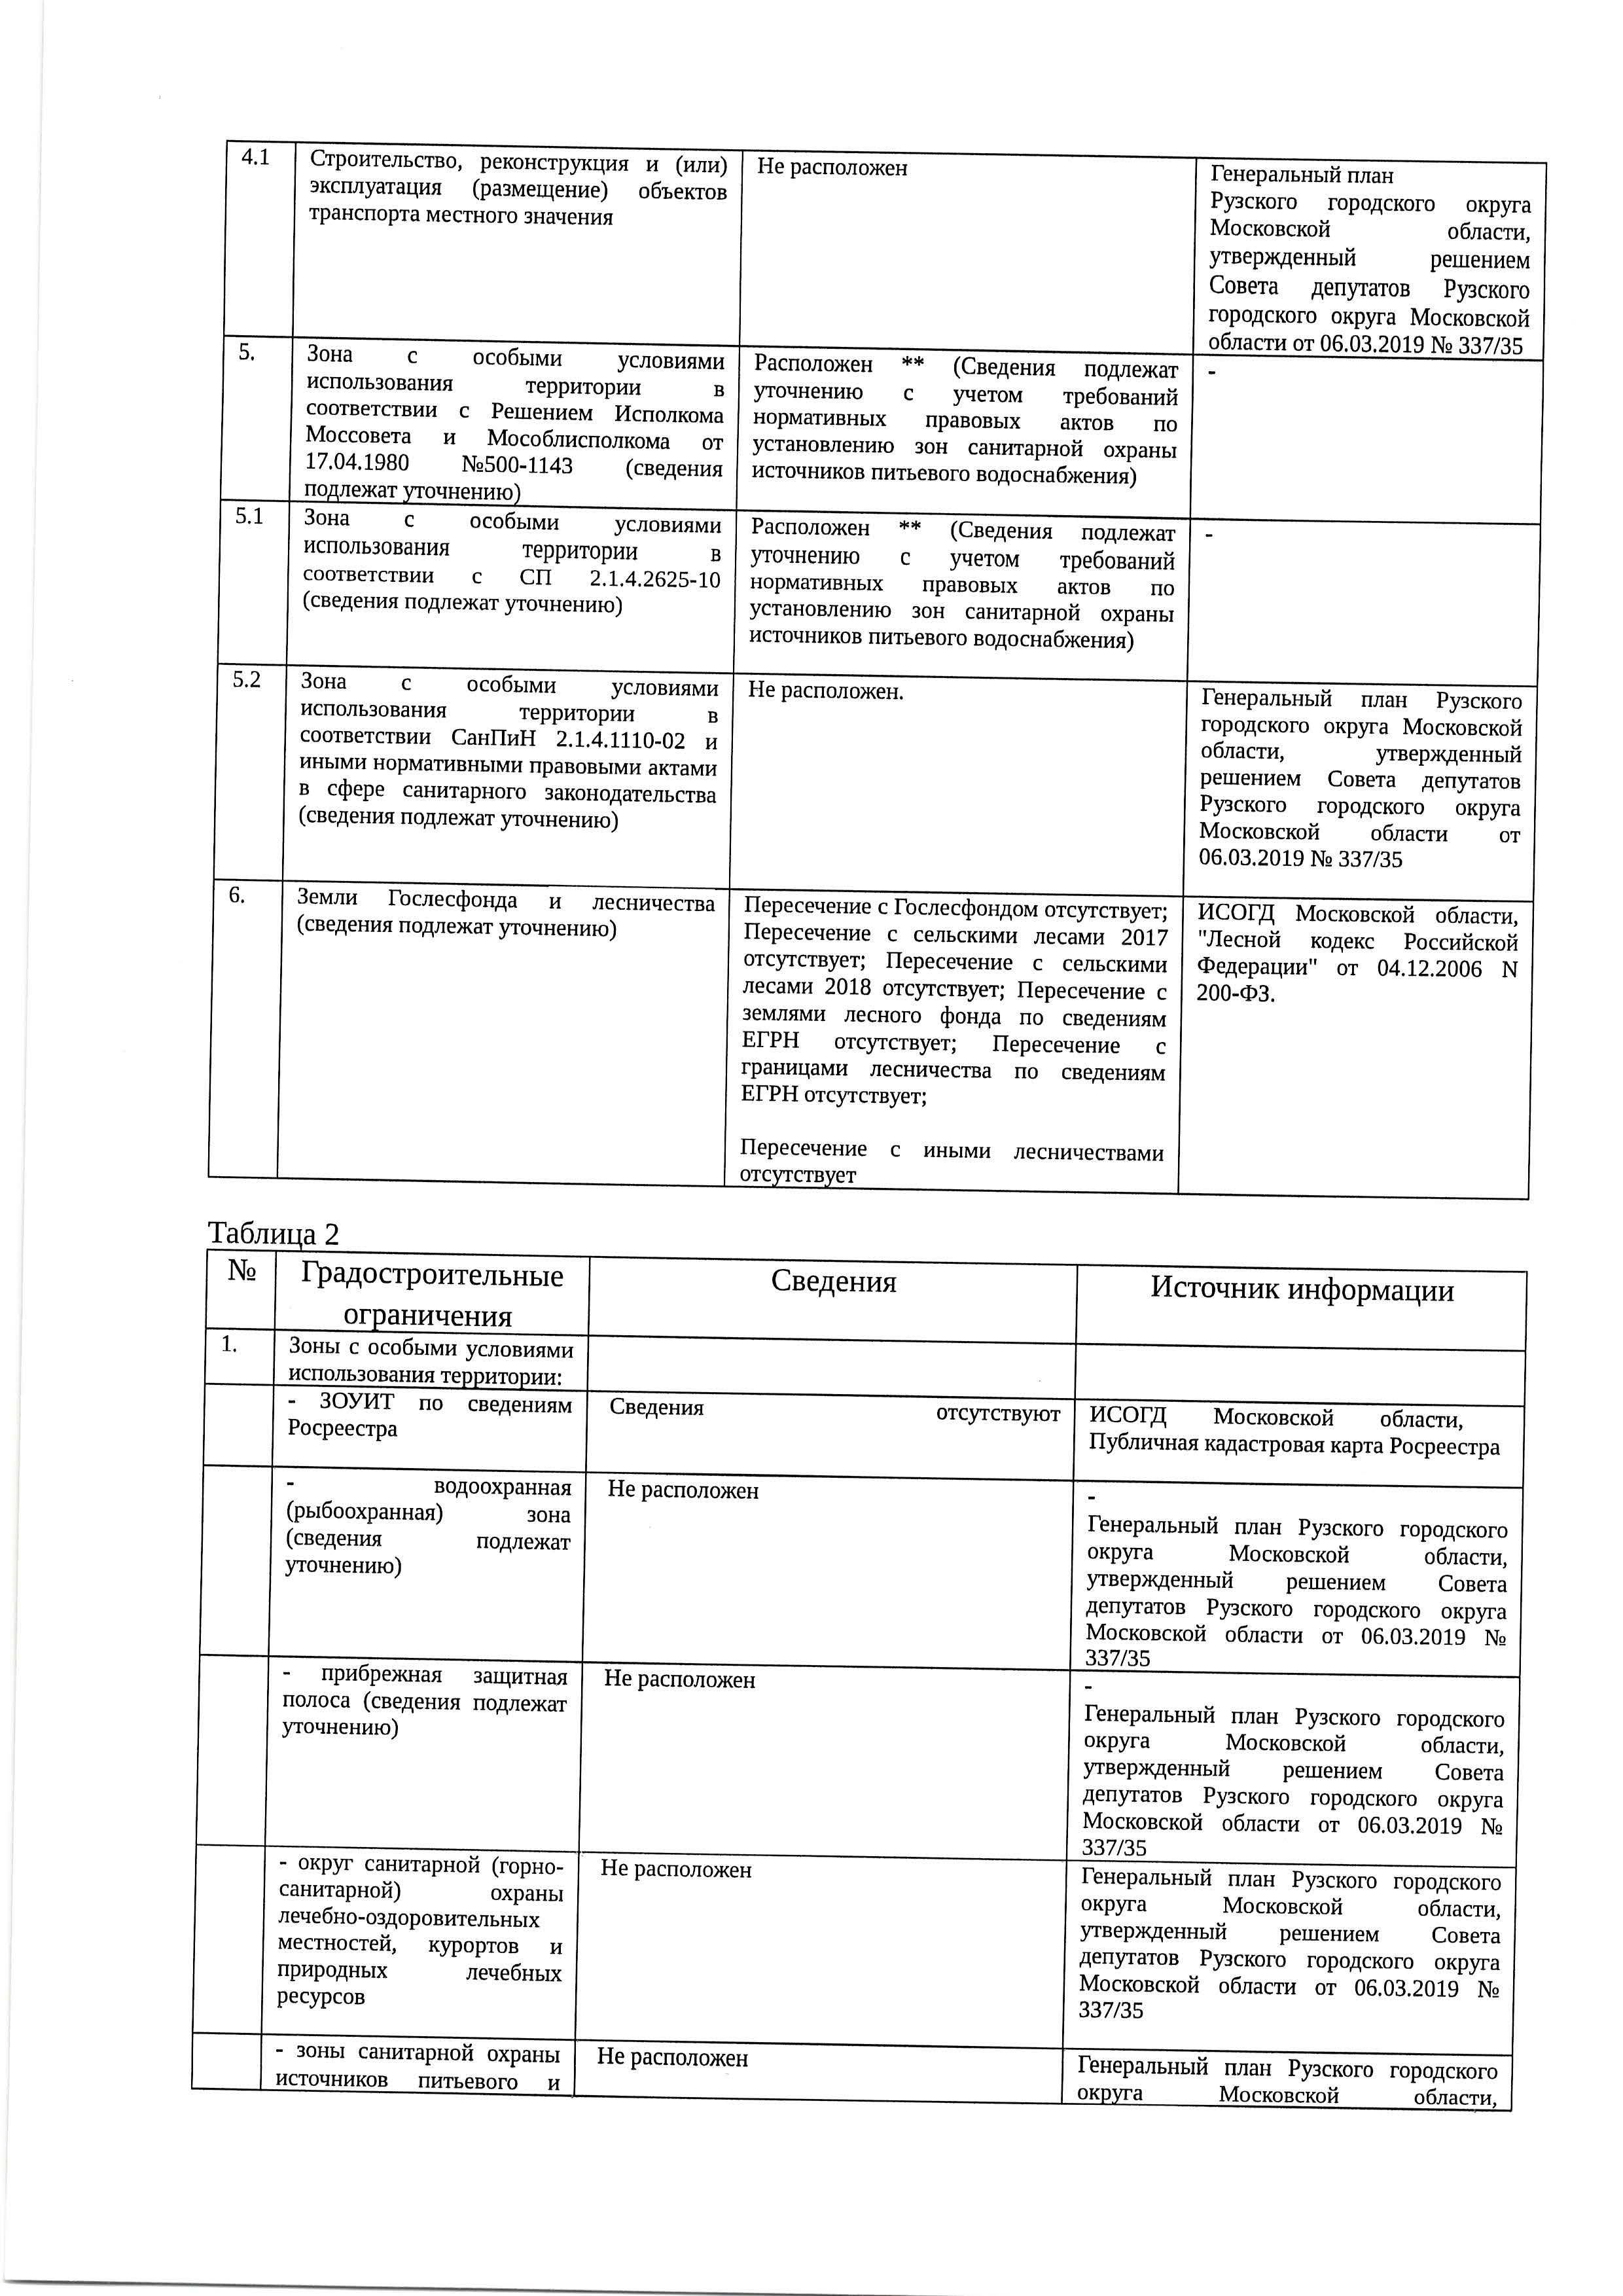 4.1
Строительство, реконструкция и (или)
эксплуатация (размещение) объектов
транспорта местного значения
Не расположен
Генеральный план
Рузского городского округа
Московской области,
утвержденный решением
Совета депутатов Рузского
городского округа Московской
области от 06.03.2019 № 337/35
5.
Зона с особыми условиями
использования территории в
соответствии с Решением Исполкома
Моссовета и Мособлисполкома от
17.04.1980 №500-1143 (сведения
подлежат уточнению)
Расположен ** (Сведения подлежат
уточнению с учетом требований
нормативных правовых актов по
установлению зон санитарной охраны
источников питьевого водоснабжения)
-
5.1
Зона с особыми условиями
использования территории в
соответствии с СП 2.1.4.2625-10
(сведения подлежат уточнению)
Расположен ** (Сведения подлежат
уточнению с учетом требований
нормативных правовых актов по
установлению зон санитарной охраны
источников питьевого водоснабжения)
-
5.2
Зона с особыми условиями
использования территории в
соответствии СанПиН 2.1.4.1110-02 и
иными нормативными правовыми актами
в сфере санитарного законодательства
(сведения подлежат уточнению)
Не расположен.
Генеральный план Рузского
городского округа Московской
области, утвержденный
решением Совета депутатов
Рузского городского округа
Московской области от
06.03.2019 № 337/35
6.
Земли Гослесфонда и лесничества
(сведения подлежат уточнению)
Пересечение с Гослесфондом отсутствует;
Пересечение с сельскими лесами 2017
отсутствует; Пересечение с сельскими
лесами 2018 отсутствует; Пересечение с
землями лесного фонда по сведениям
ЕГРН отсутствует; Пересечение с
границами лесничества по сведениям
ЕГРН отсутствует;
Пересечение с иными лесничествами
отсутствует
ИСОГД Московской области,
"Лесной кодекс Российской
Федерации" от 04.12.2006 N
200-ФЗ.
Таблица 2
№
Градостроительные
ограничения
Сведения
Источник информации
1.
Зоны с особыми условиями
использования территории:
- ЗОУИТ по сведениям
Росреестра
Сведения отсутствуют
ИСОГД Московской области,
Публичная кадастровая карта Росреестра
- водоохранная
(рыбоохранная) зона
(сведения подлежат
уточнению)
Не расположен
-
Генеральный план Рузского городского
округа Московской области,
утвержденный решением Совета
депутатов Рузского городского округа
Московской области от 06.03.2019 №
337/35
- прибрежная защитная
полоса (сведения подлежат
уточнению)
Не расположен
-
Генеральный план Рузского городского
округа Московской области,
утвержденный решением Совета
депутатов Рузского городского округа
Московской области от 06.03.2019 №
337/35
- округ санитарной (горно-
санитарной) охраны
лечебно-оздоровительных
местностей, курортов и
природных лечебных
ресурсов
Не расположен
Генеральный план Рузского городского
округа Московской области,
утвержденный решением Совета
депутатов Рузского городского округа
Московской области от 06.03.2019 №
337/35
- зоны санитарной охраны
источников питьевого и
Не расположен
Генеральный план Рузского городского
округа Московской области,